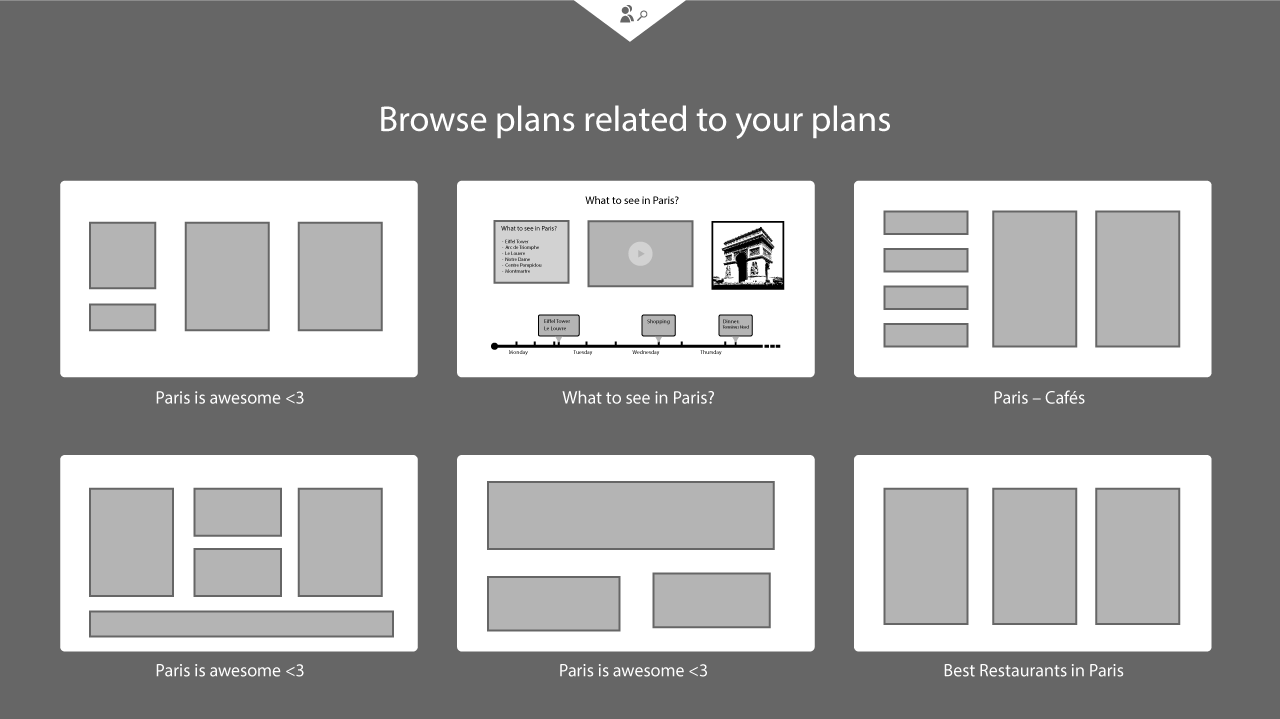 Browse plans related to your plans
What to see in Paris?
What to see in Paris?
- Eiffel Tower
- Arc de Triomphe
- Le Louvre
- Notre Dame
- Centre Pompidou
- Montmartre
Eiffel Tower
Le Louvre
Shopping
Dinner:
Monday
Tuesday
Wednesday
Thursday
Paris is awesome <3
What to see in Paris?
Paris – Cafés
Paris is awesome <3
Paris is awesome <3
Best Restaurants in Paris